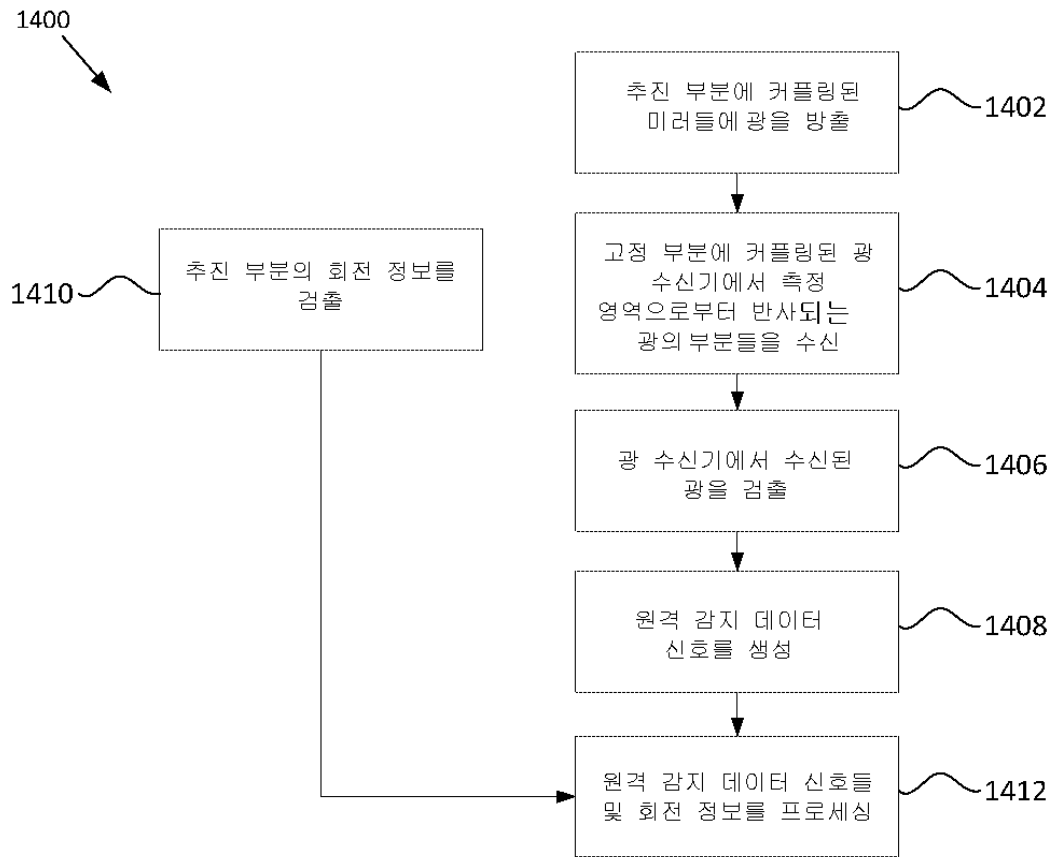 1400
추진 부분에 커플링된
미러들에 광을 방출
1402
고정 부분에 커플링된 광
수신기에서 측정
영역으로부터 반사되는
광의 부분들을 수신
1404
추진 부분의 회전 정보를
검출
1410
광 수신기에서 수신된
광을 검출
1406
원격 감지 데이터
신호를 생성
1408
원격 감지 데이터 신호들
및 회전 정보를 프로세싱
1412